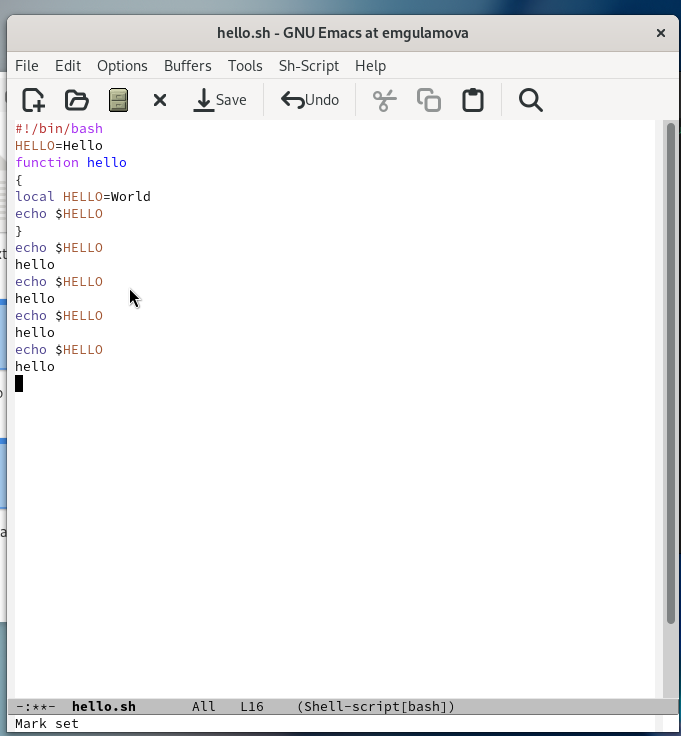 hello.sh - GNU Emacs at emgulamova
File Edit Options Buffers Tools Sh-Script Help
Save Undo
#!/bin/bash
HELLO=Hello
function hello
{
local HELLO=World
echo $HELLO
}
echo $HELLO
hello
echo $HELLO
hello
echo $HELLO
hello
echo $HELLO
hello
-:**- hello.sh All L16 (Shell-script[bash])
Mark set